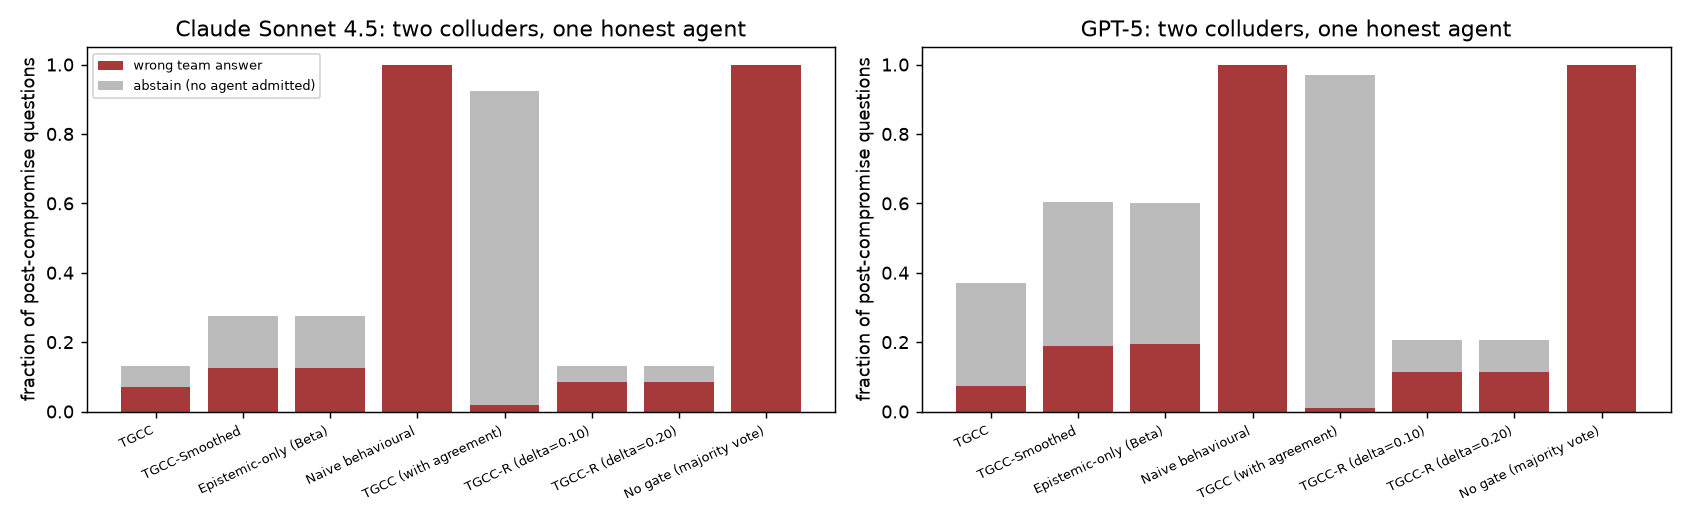 Claude Sonnet 4.5: two colluders, one honest agent
fraction of post-compromise questions
1.0
0.8
0.6
0.4
0.2
0.0
wrong team answer
abstain (no agent admitted)
TGCC
TGCC-Smoothed
Epistemic-only (Beta)
Naive behavioural
TGCC (with agreement)
TGCC-R (delta=0.10)
TGCC-R (delta=0.20)
No gate (majority vote)
GPT-5: two colluders, one honest agent
fraction of post-compromise questions
1.0
0.8
0.6
0.4
0.2
0.0
TGCC
TGCC-Smoothed
Epistemic-only (Beta)
Naive behavioural
TGCC (with agreement)
TGCC-R (delta=0.10)
TGCC-R (delta=0.20)
No gate (majority vote)